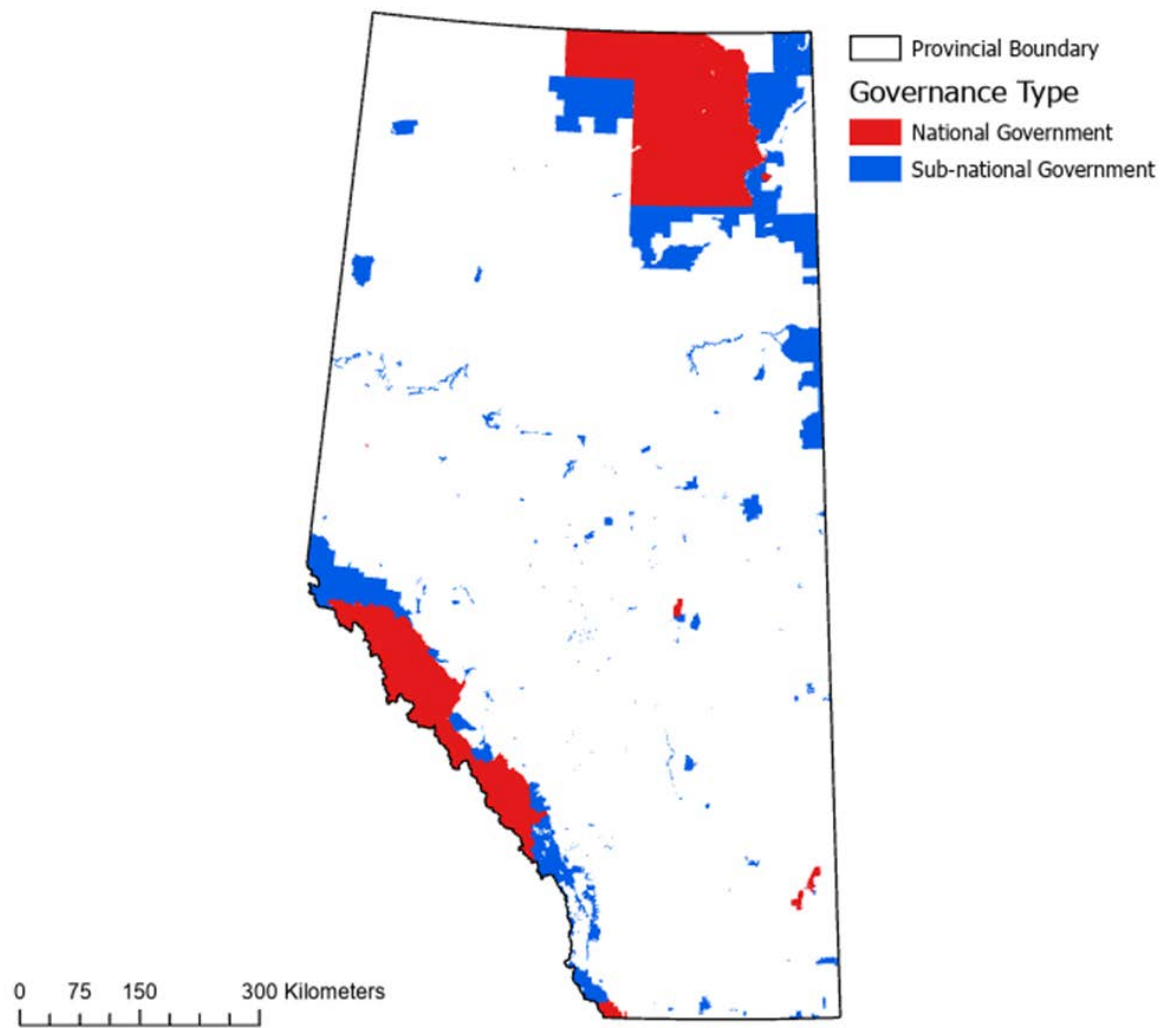 Provincial Boundary
Governance Type
National Government
Sub-national Government
0 75 150 300 Kilometers